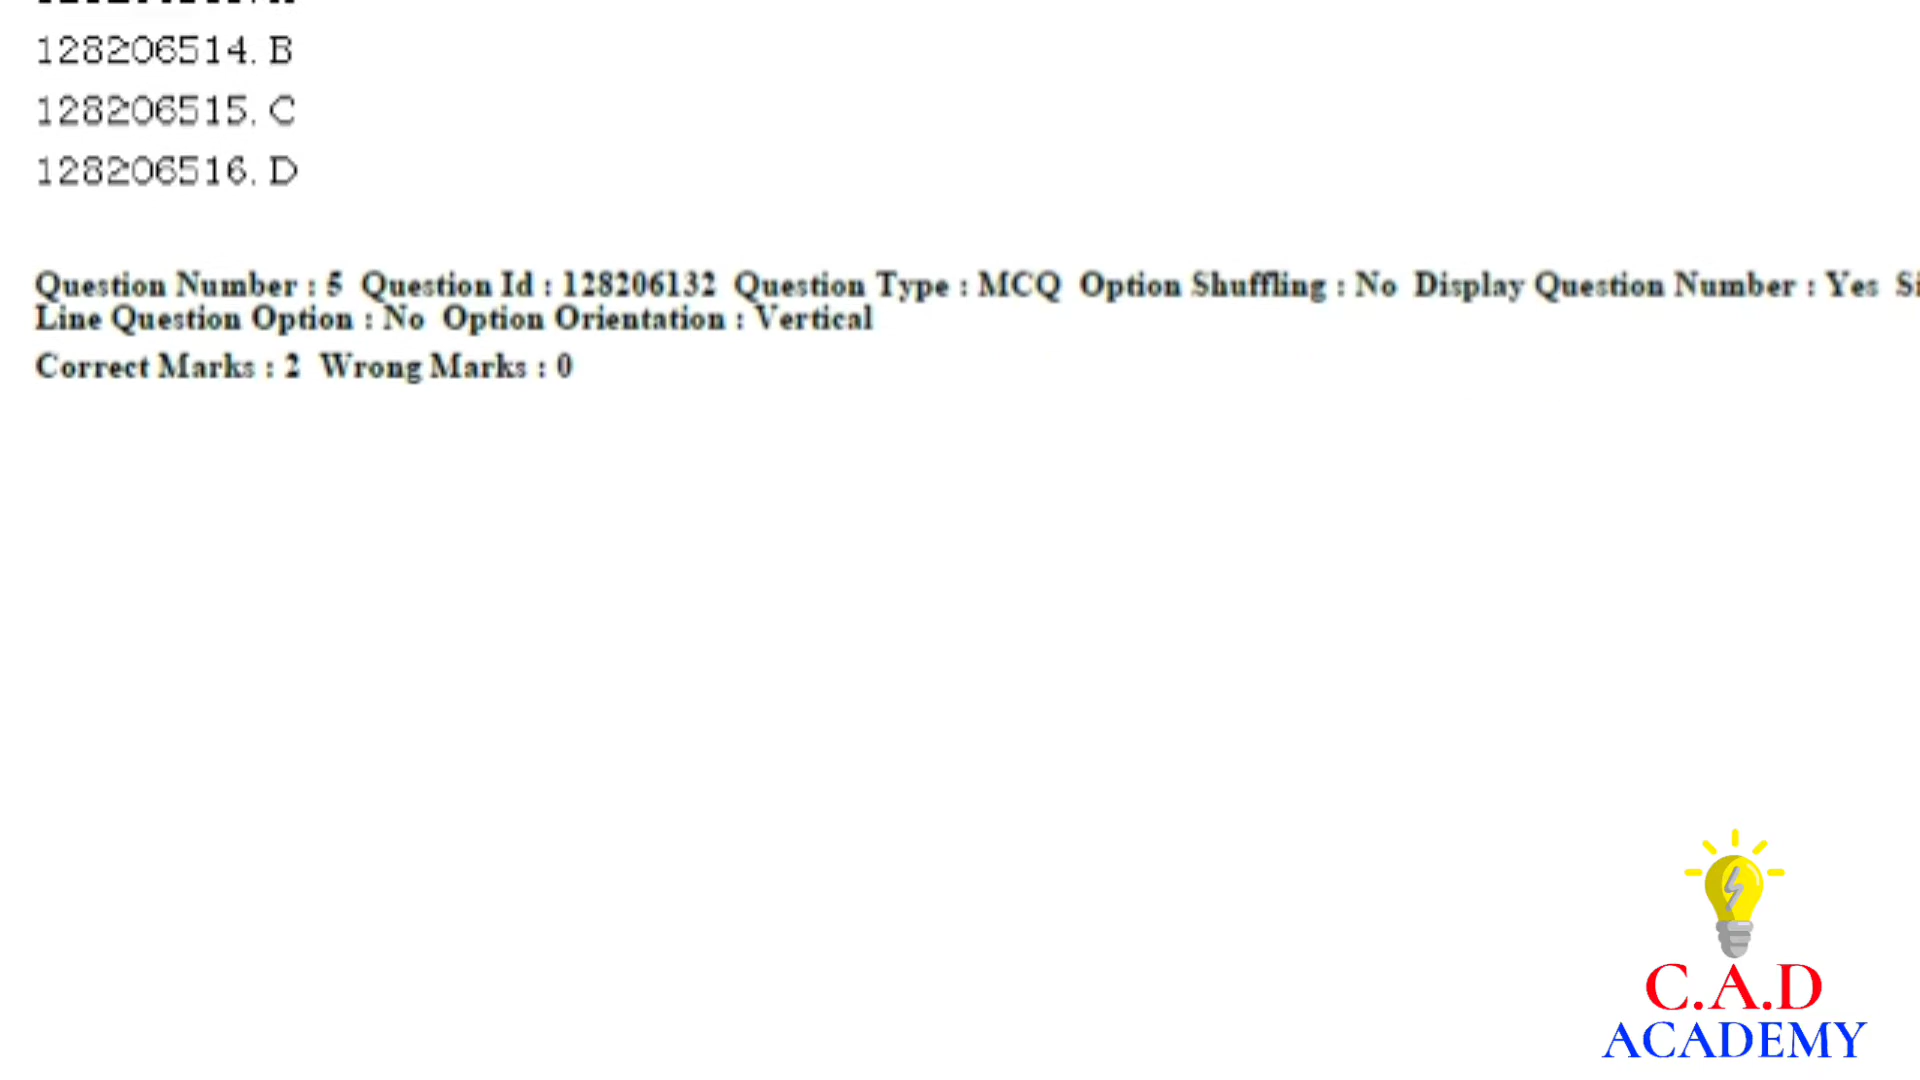 128206514. B
128206515. C
128206516. D
Question Number : 5 Question Id : 128206132 Question Type : MCQ Option Shuffling : No Display Question Number : Yes
Line Question Option : No Option Orientation : Vertical
Correct Marks : 2 Wrong Marks : 0
C.A.D
ACADEMY